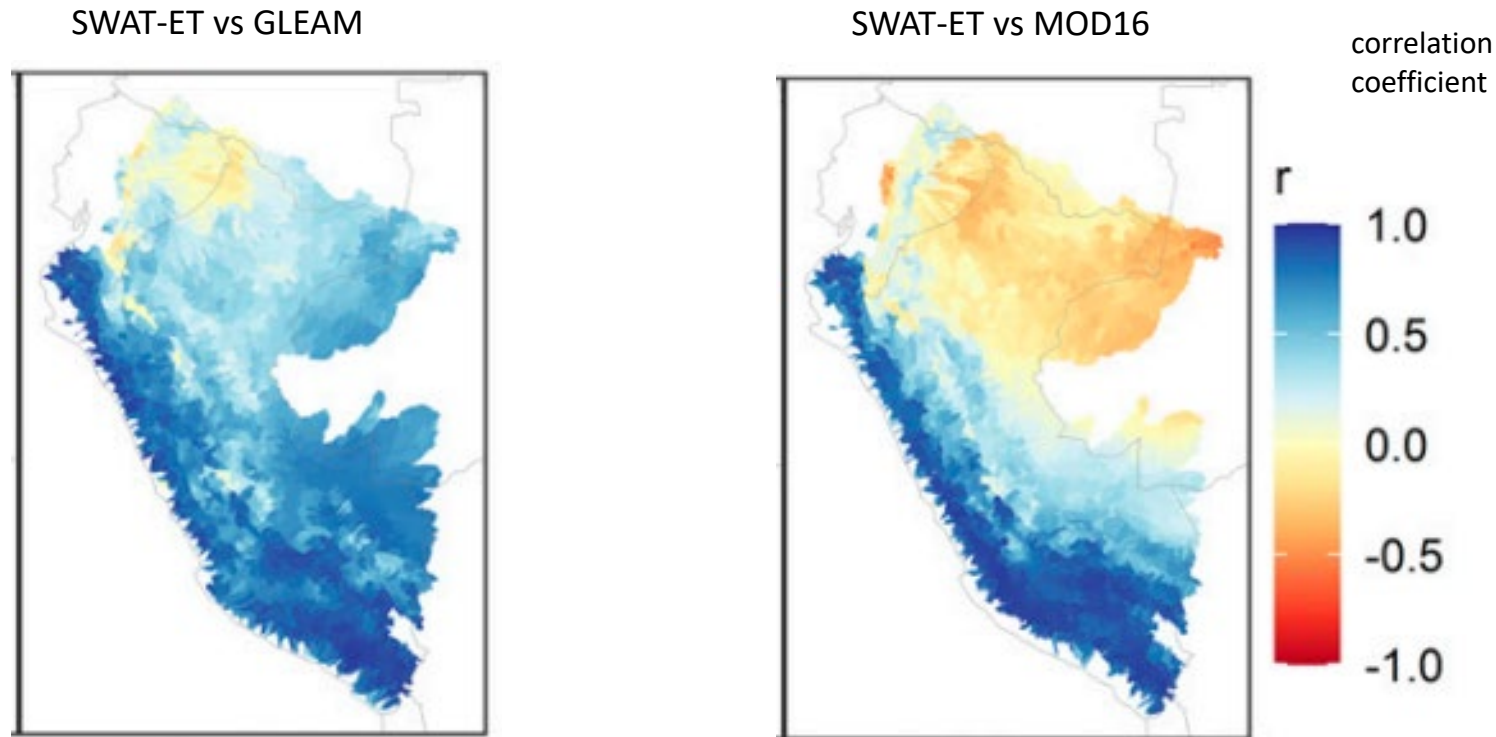 SWAT-ET vs GLEAM
SWAT-ET vs MOD16
correlation
coefficient
r
1.0
0.5
0.0
-0.5
-1.0